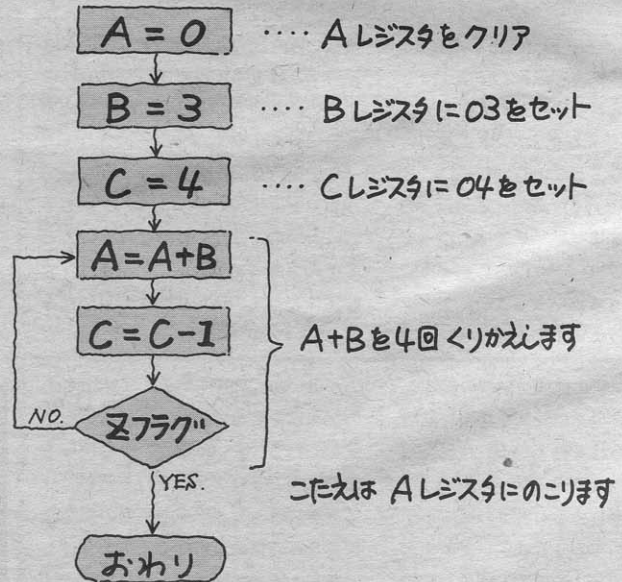 A = 0 ‥‥ Aレジスタをクリア
B = 3 ‥‥ Bレジスタに03をセット
C = 4 ‥‥ Cレジスタに04をセット
A=A+B
C=C-1
A+Bを4回くりかえします
NO.
Zフラグ
YES.
こたえは Aレジスタにのこります
おわり